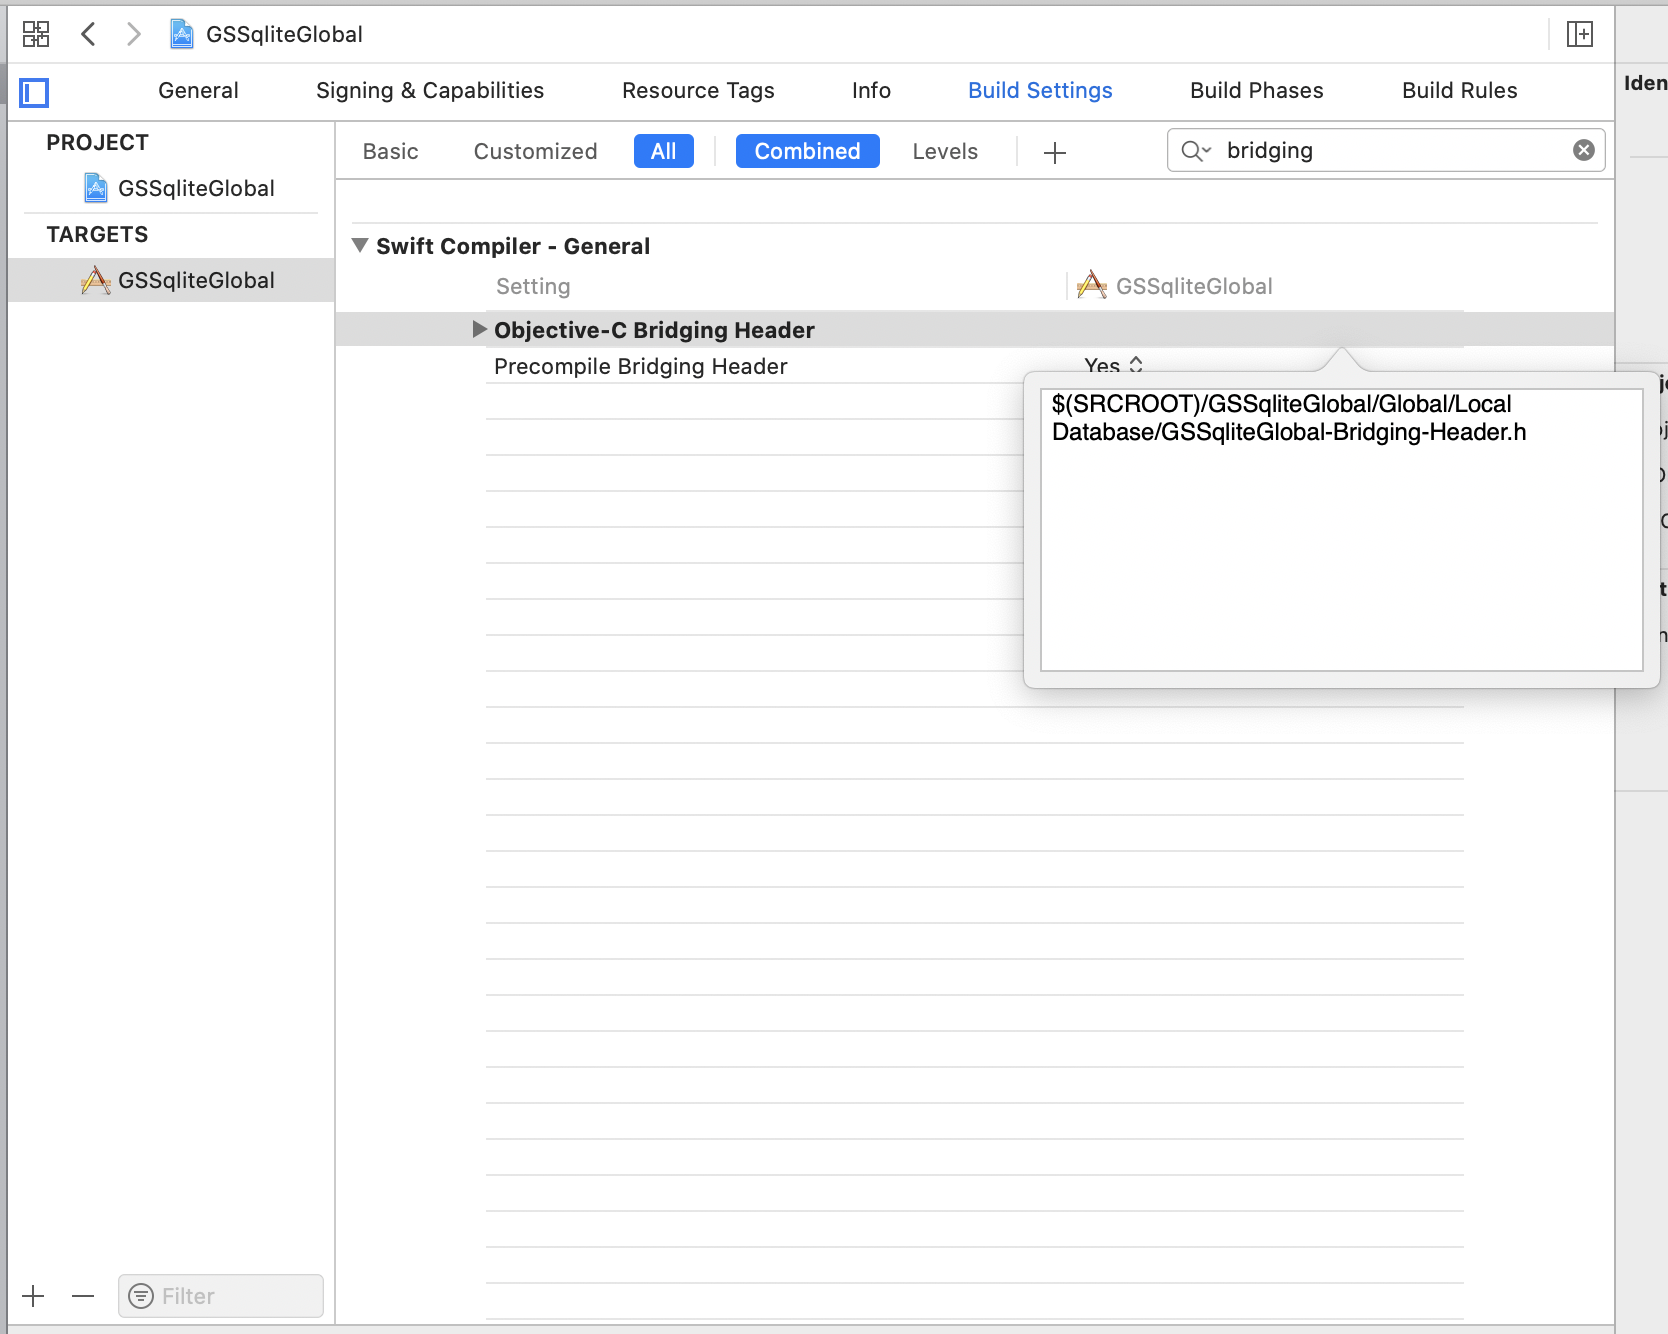 GSSqliteGlobal
General Signing & Capabilities Resource Tags Info Build Settings Build Phases Build Rules
Iden
PROJECT
GSSqliteGlobal
TARGETS
GSSqliteGlobal
Basic Customized All Combined Levels bridging
Swift Compiler - General
Setting GSSqliteGlobal
Objective-C Bridging Header
Precompile Bridging Header Yes
$(SRCROOT)/GSSqliteGlobal/Global/Local
Database/GSSqliteGlobal-Bridging-Header.h
Filter